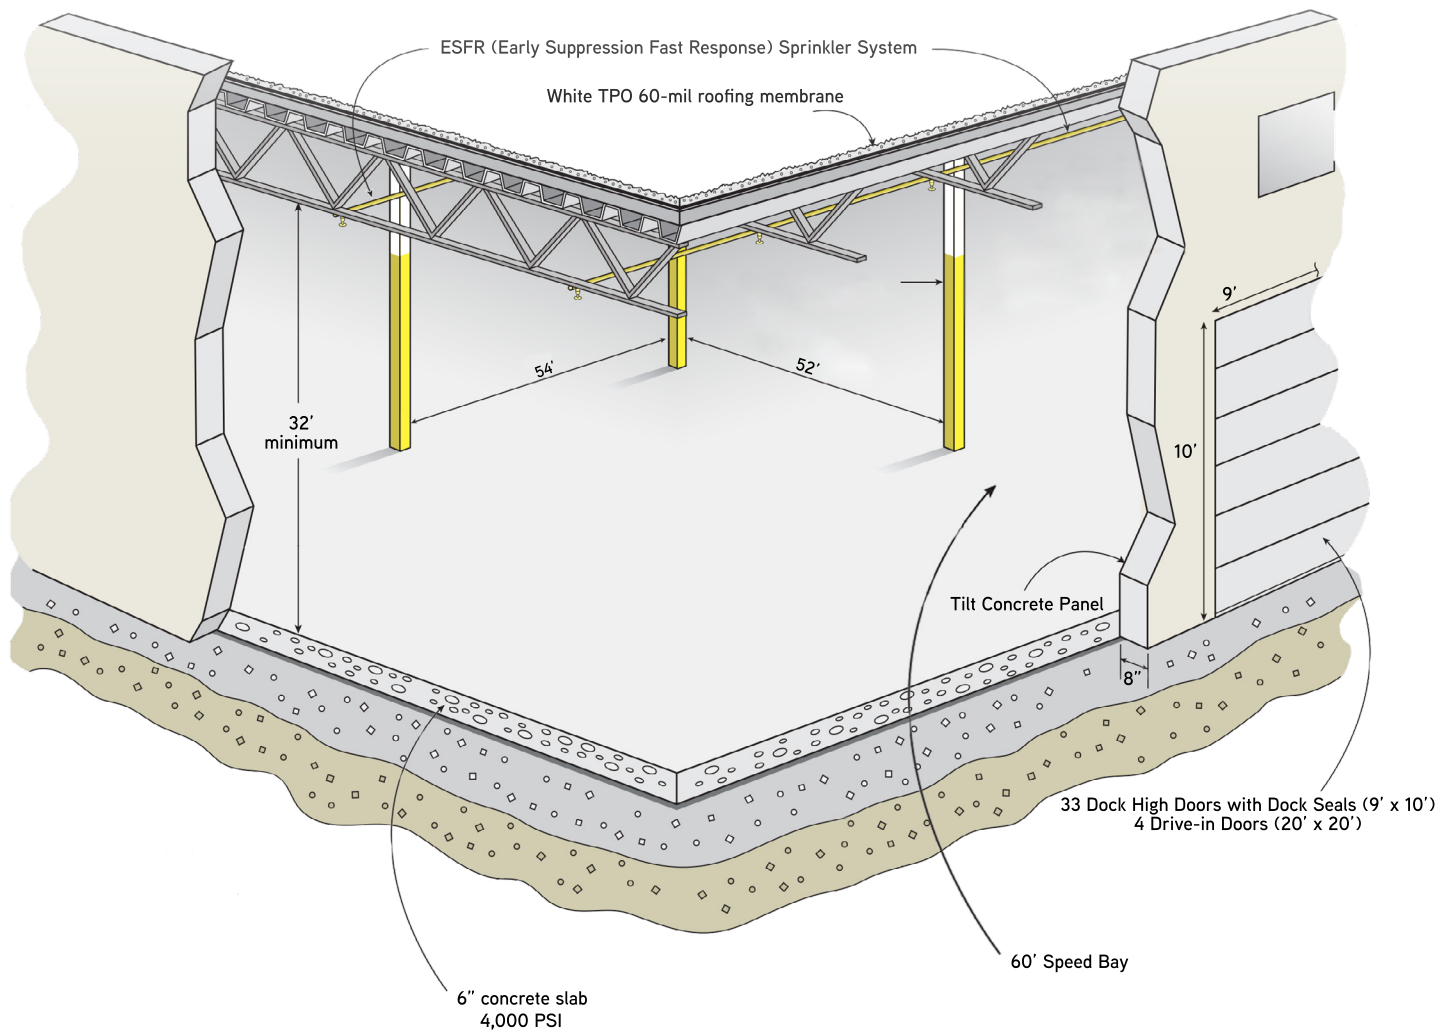 ESFR (Early Suppression Fast Response) Sprinkler System
White TPO 60-mil roofing membrane
9’
54’
52’
32’
minimum
10’
Tilt Concrete Panel
8”
33 Dock High Doors with Dock Seals (9’ x 10’)
4 Drive-in Doors (20’ x 20’)
60’ Speed Bay
6” concrete slab
4,000 PSI